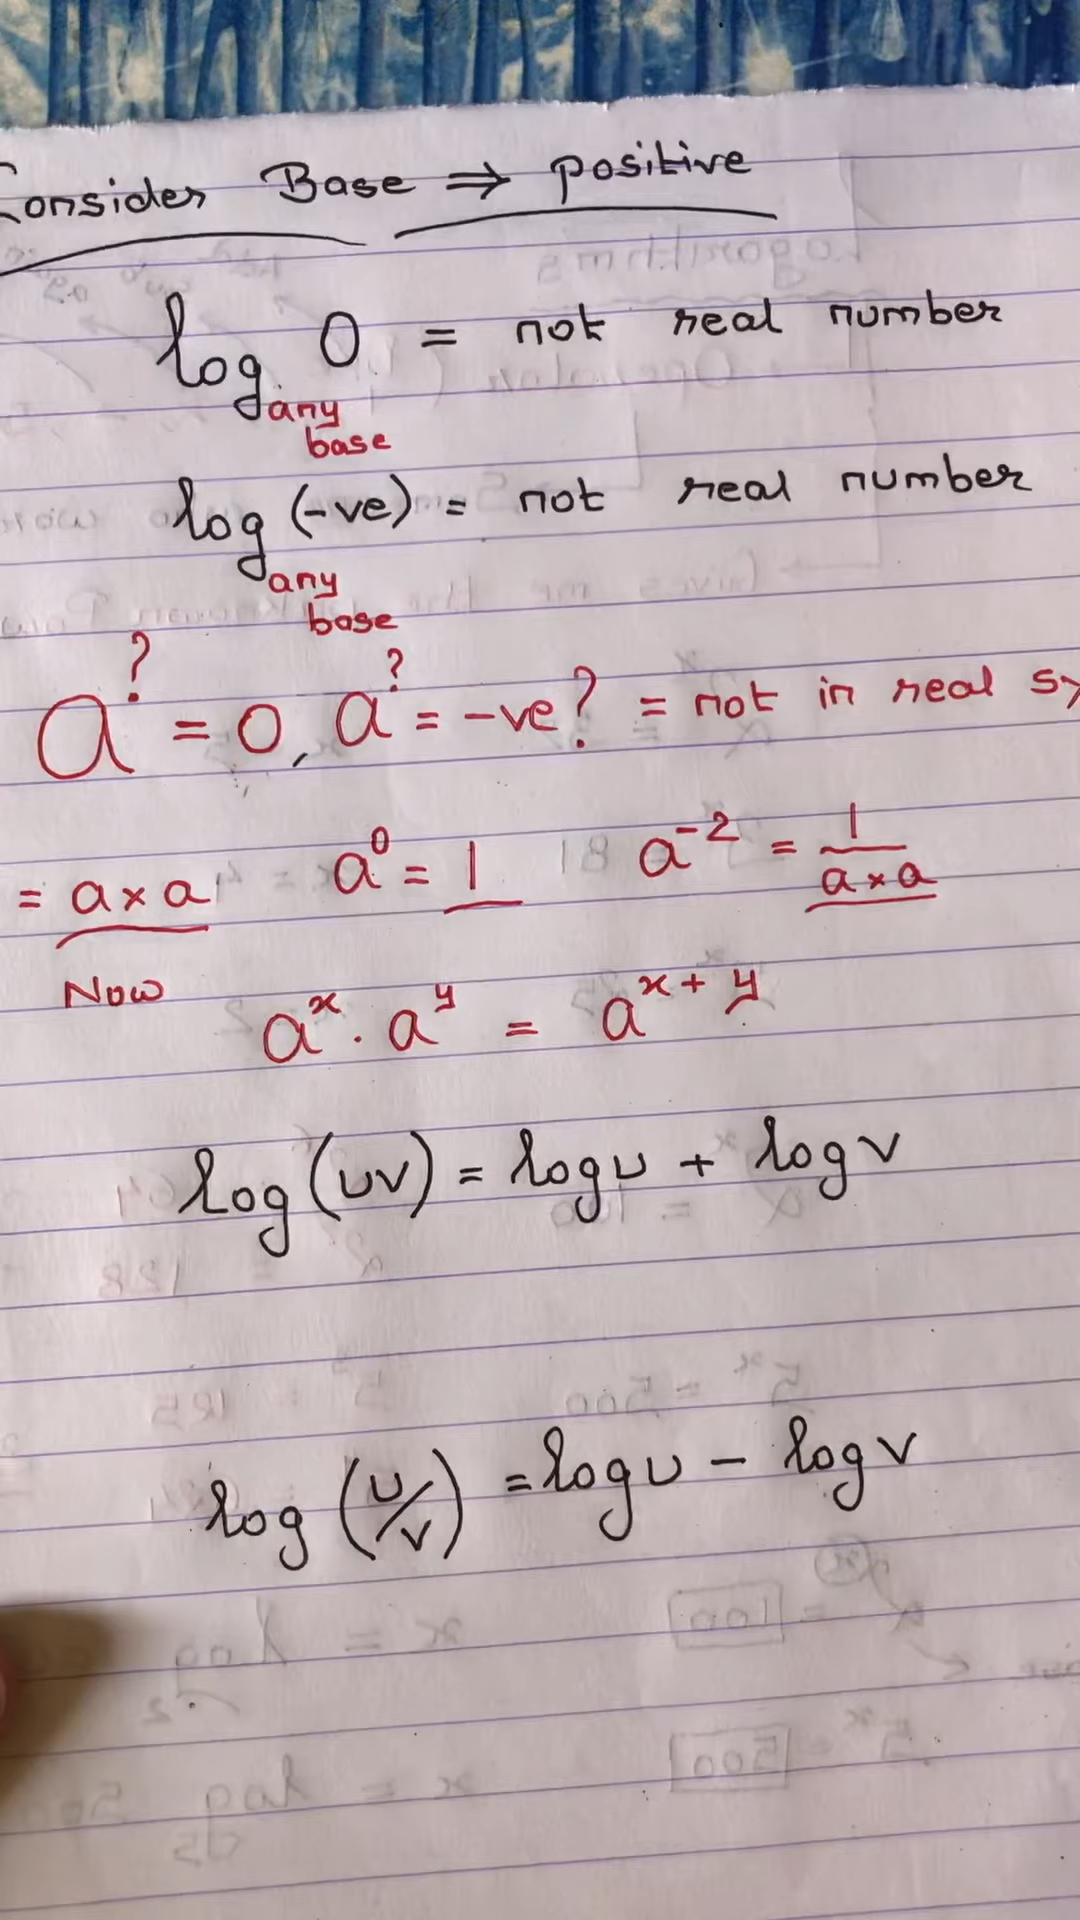 Consider Base ⇒ positive
log any base 0 = not real number
log any base (-ve) = not real number
a^? = 0, a^? = -ve? = not in real
= a × a a^0 = 1 a^-2 = 1/(a × a)
Now a^x . a^y = a^(x + y)
log (uv) = log u + log v
log (u/v) = log u - log v